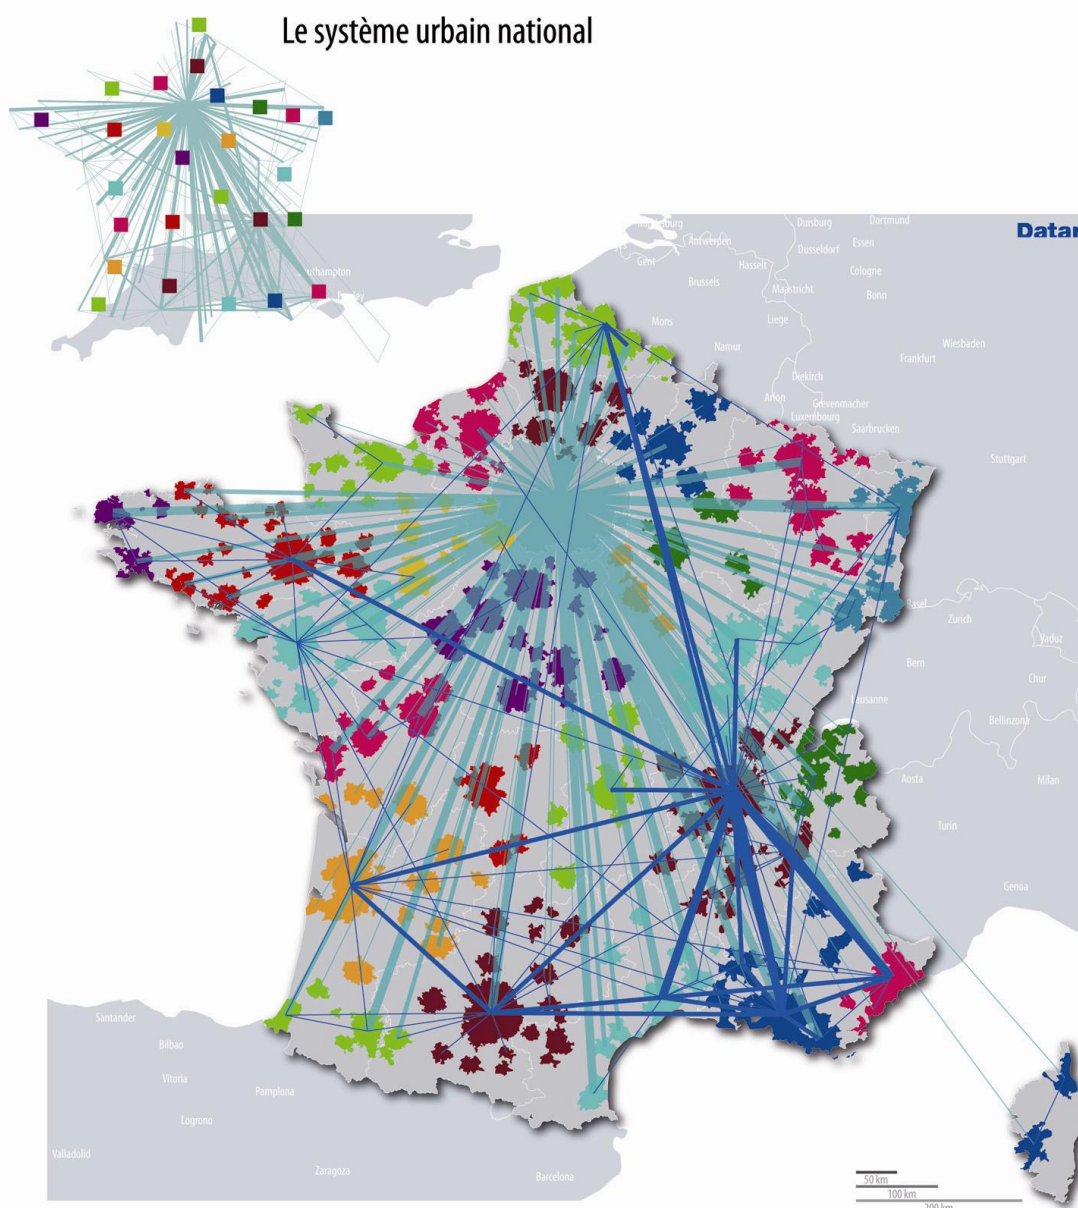 Le système urbain national
Duisburg
Dortmund
Datar
Antwerpen
Dusseldorf
Essen
Gent
Hasselt
Cologne
Brussels
Maastricht
Bonn
Mons
Liege
Namur
Wiesbaden
Frankfurt
Diekirch
Arlon
Grevenmacher
Luxembourg
Saarbrucken
Stuttgart
Zurich
Vaduz
Bern
Chur
Lausanne
Bellinzona
Aosta
Milan
Turin
Genoa
Santander
Bilbao
Vitoria
Pamplona
Logrono
Valladolid
Zaragoza
Barcelona
50 km
100 km
200 km